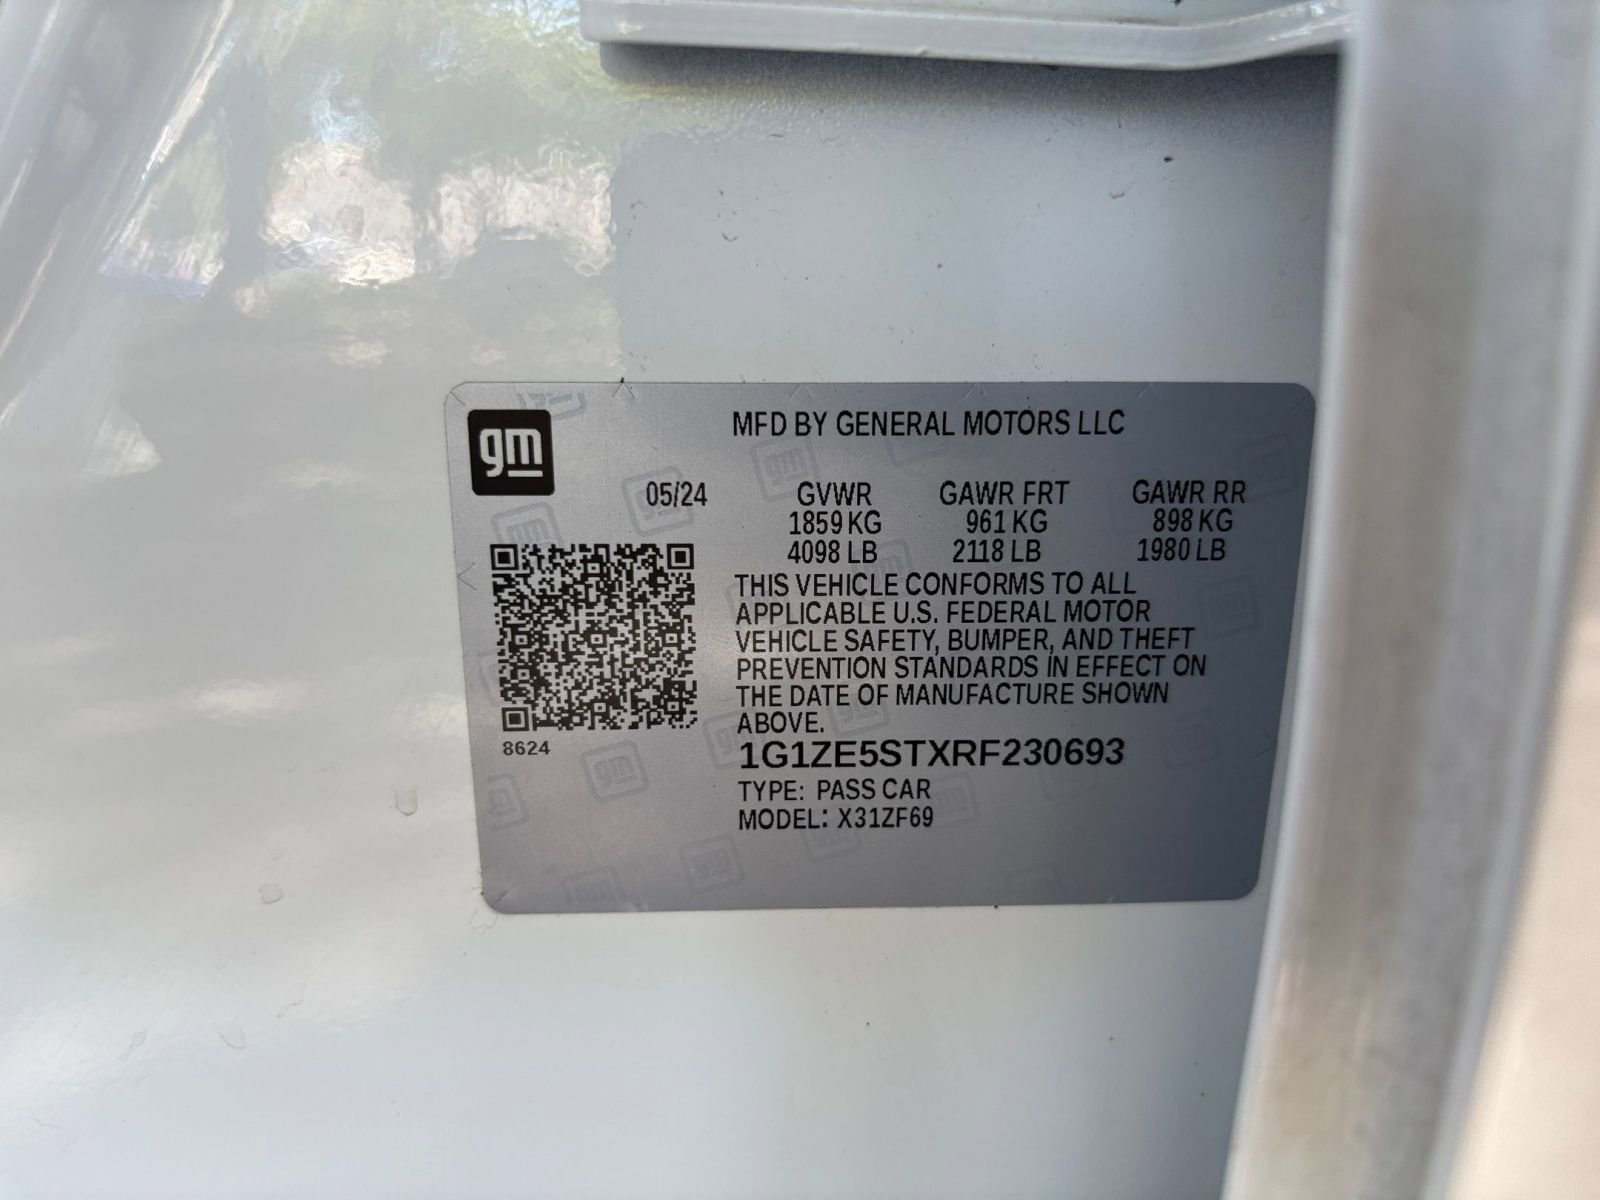 gm
MFD BY GENERAL MOTORS LLC
05/24 GVWR GAWR FRT GAWR RR
1859 KG 961 KG 898 KG
4098 LB 2118 LB 1980 LB
THIS VEHICLE CONFORMS TO ALL
APPLICABLE U.S. FEDERAL MOTOR
VEHICLE SAFETY, BUMPER, AND THEFT
PREVENTION STANDARDS IN EFFECT ON
THE DATE OF MANUFACTURE SHOWN
ABOVE.
8624
1G1ZE5STXRF230693
TYPE: PASS CAR
MODEL: X31ZF69